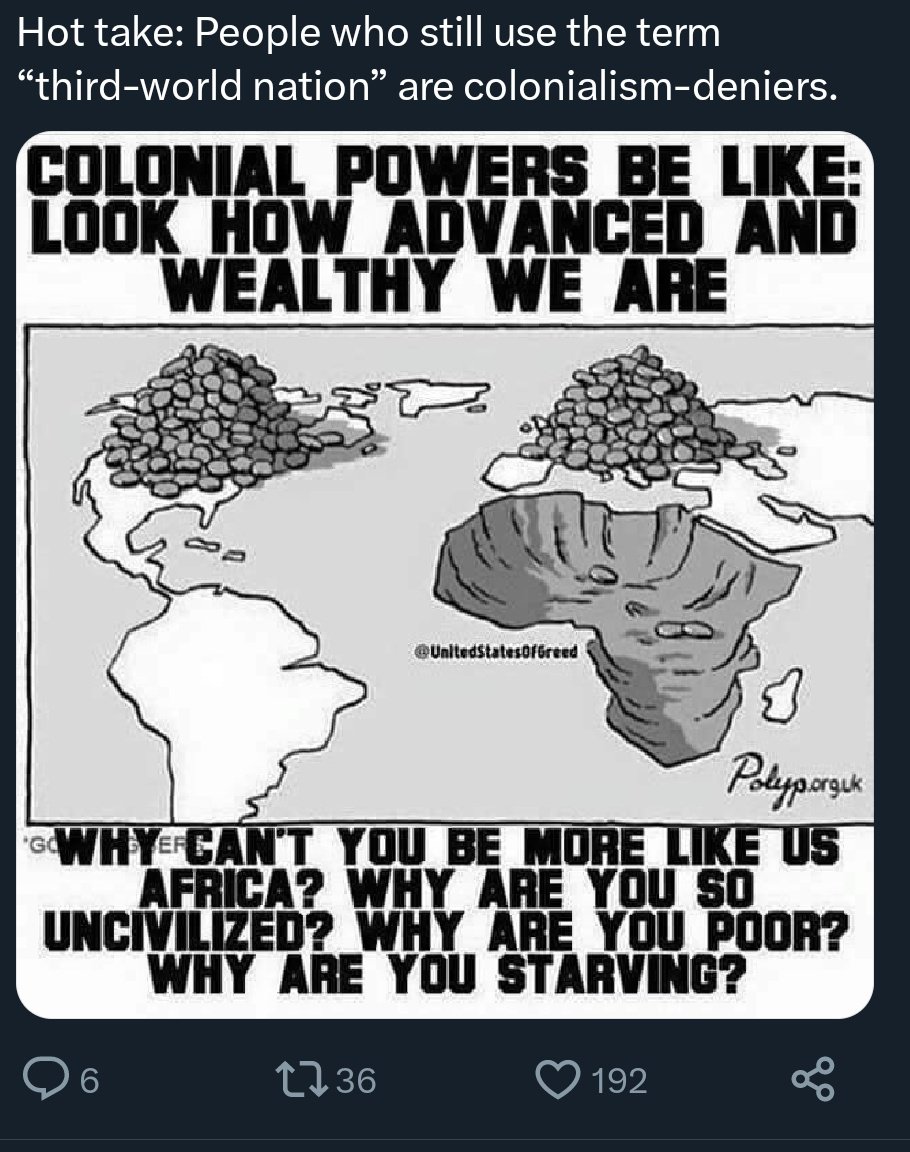 Hot take: People who still use the term
“third-world nation” are colonialism-deniers.
COLONIAL POWERS BE LIKE:
LOOK HOW ADVANCED AND
WEALTHY WE ARE
@UnitedStatesOfGreed
Polyp.org.uk
WHY CAN'T YOU BE MORE LIKE US
AFRICA? WHY ARE YOU SO
UNCIVILIZED? WHY ARE YOU POOR?
WHY ARE YOU STARVING?
6 36 192